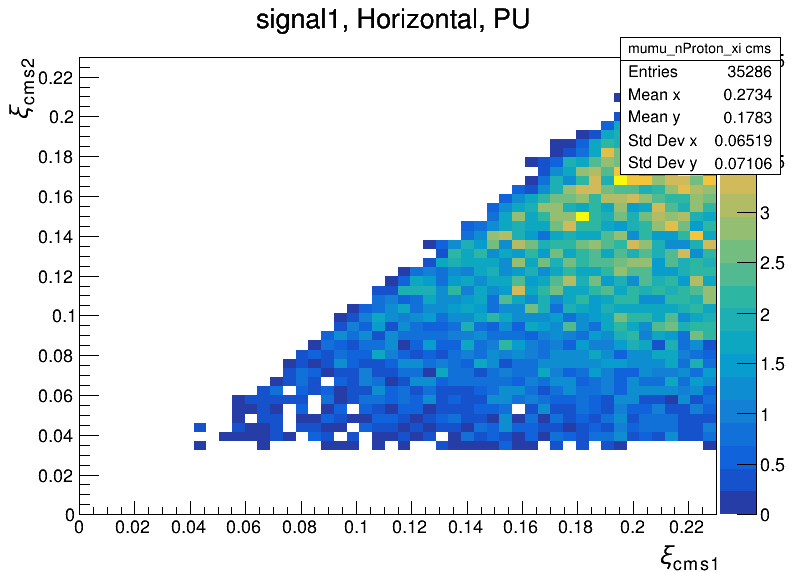 signal1, Horizontal, PU
mumu_nProton_xi cms
Entries 35286
Mean x 0.2734
Mean y 0.1783
Std Dev x 0.06519
Std Dev y 0.07106
ξcms2
0.22
0.2
0.18
0.16
0.14
0.12
0.1
0.08
0.06
0.04
0.02
0
0 0.02 0.04 0.06 0.08 0.1 0.12 0.14 0.16 0.18 0.2 0.22
ξcms1
5
5
3
2.5
2
1.5
1
0.5
0